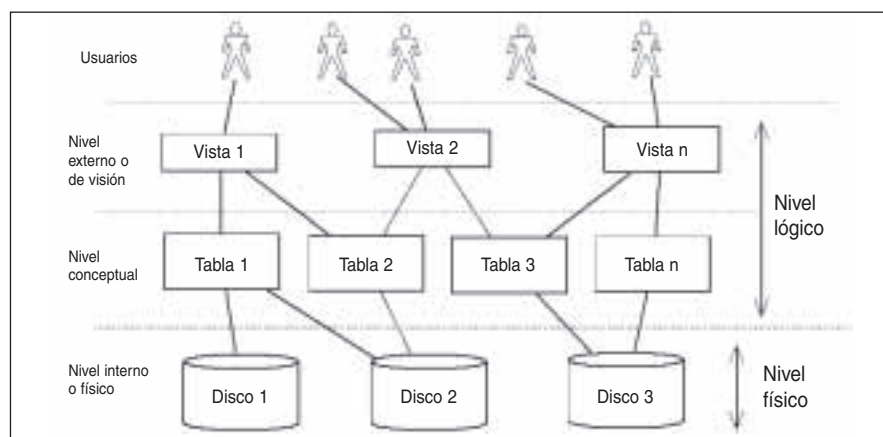 Usuarios
Nivel
externo o
de visión
Vista 1
Vista 2
Vista n
Nivel
lógico
Nivel
conceptual
Tabla 1
Tabla 2
Tabla 3
Tabla n
Nivel interno
o físico
Disco 1
Disco 2
Disco 3
Nivel
físico